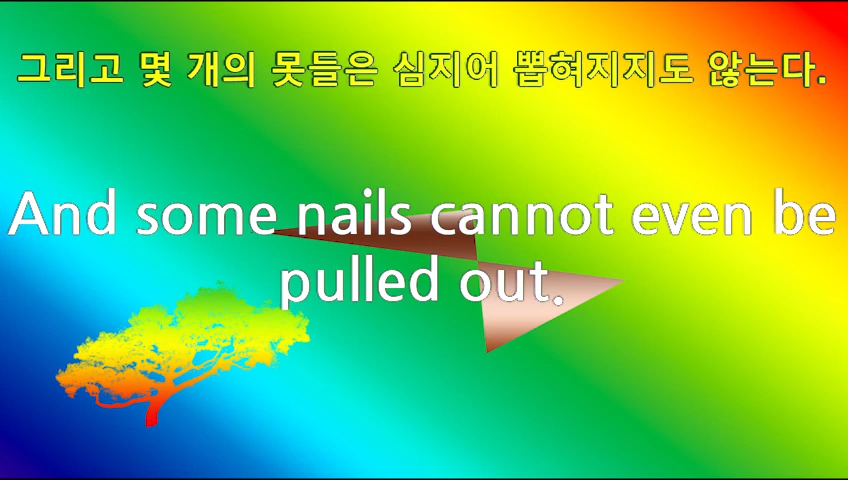 그리고 몇 개의 못들은 심지어 뽑혀지지도 않는다.
And some nails cannot even be
pulled out.